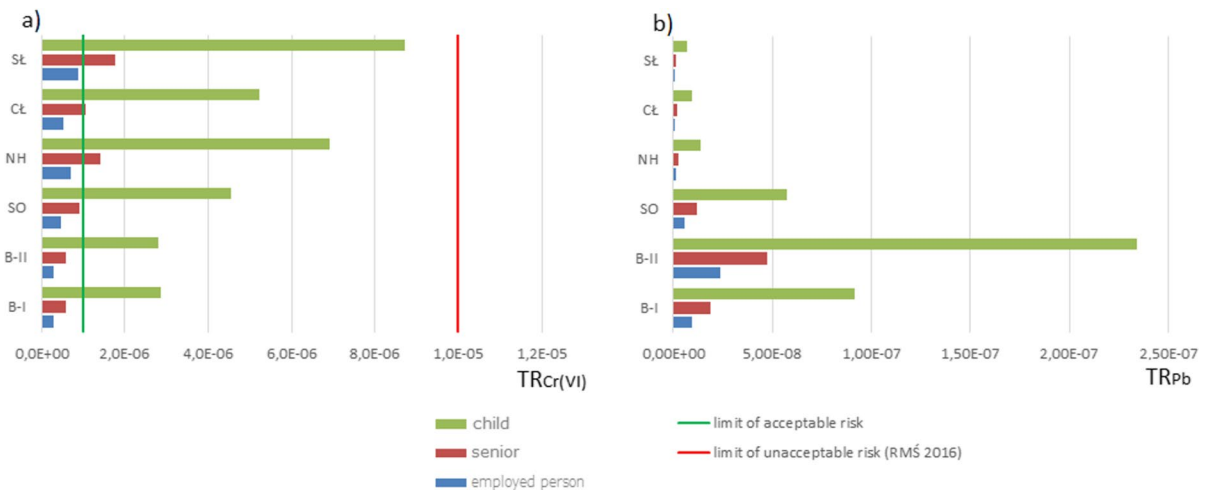 a)
SŁ
CŁ
NH
SO
B-II
B-I
0,0E+00 2,0E-06 4,0E-06 6,0E-06 8,0E-06 1,0E-05 1,2E-05
TRCr(VI)
b)
SŁ
CŁ
NH
SO
B-II
B-I
0,00E+00 5,00E-08 1,00E-07 1,50E-07 2,00E-07 2,50E-07
TRPb
child
senior
employed person
limit of acceptable risk
limit of unacceptable risk (RMŚ 2016)